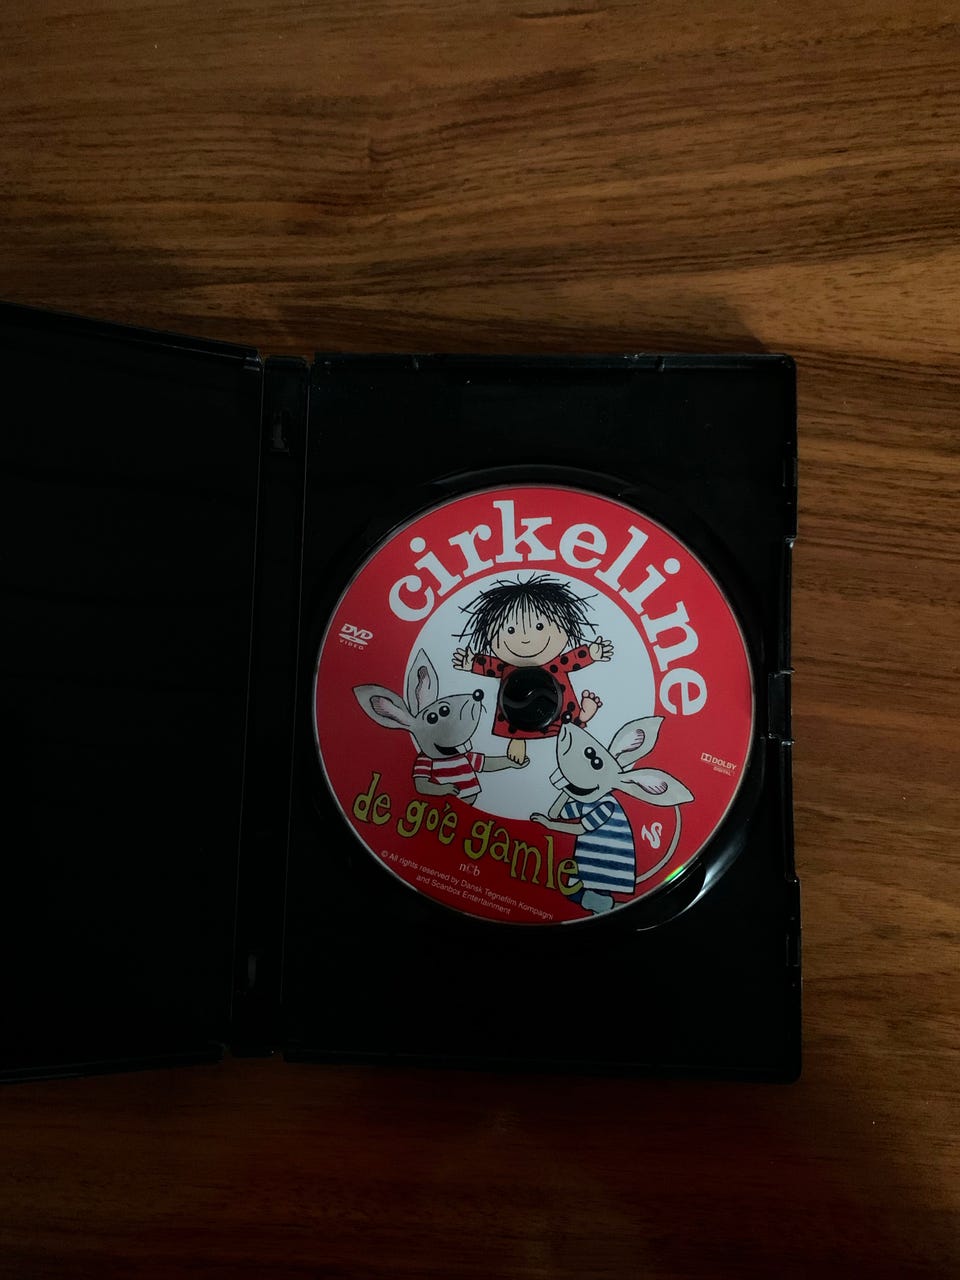 cirkeline
DVD
VIDEO
DOLBY
DIGITAL
de go'e gamle
n©b
© All rights reserved by Dansk Tegnefilm Kompagni
and Scanbox Entertainment